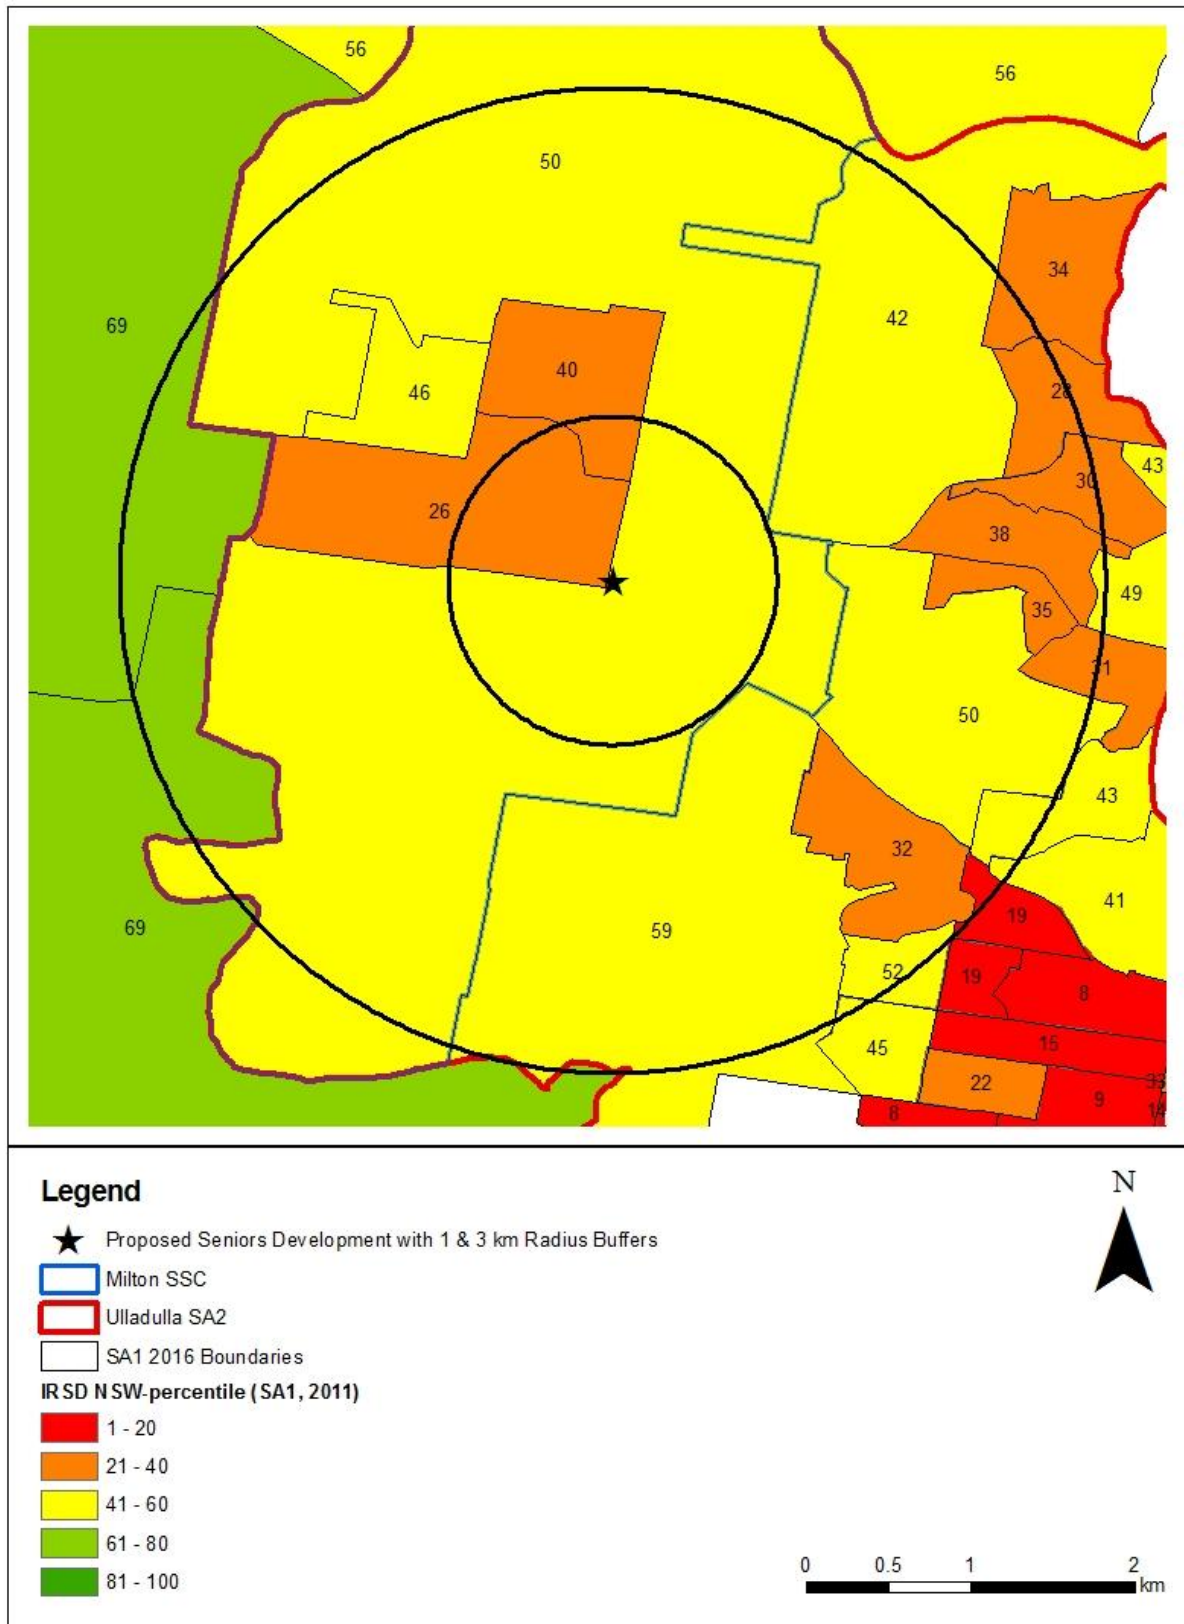 56
56
50
34
69
42
40
28
46
43
30
26
38
49
35
31
50
43
32
41
19
69
59
52
19
8
15
45
22
33
9
8
14
Legend
Proposed Seniors Development with 1 & 3 km Radius Buffers
Milton SSC
Ulladulla SA2
SA1 2016 Boundaries
IRSD NSW-percentile (SA1, 2011)
1 - 20
21 - 40
41 - 60
61 - 80
81 - 100
N
0 0.5 1 2
km